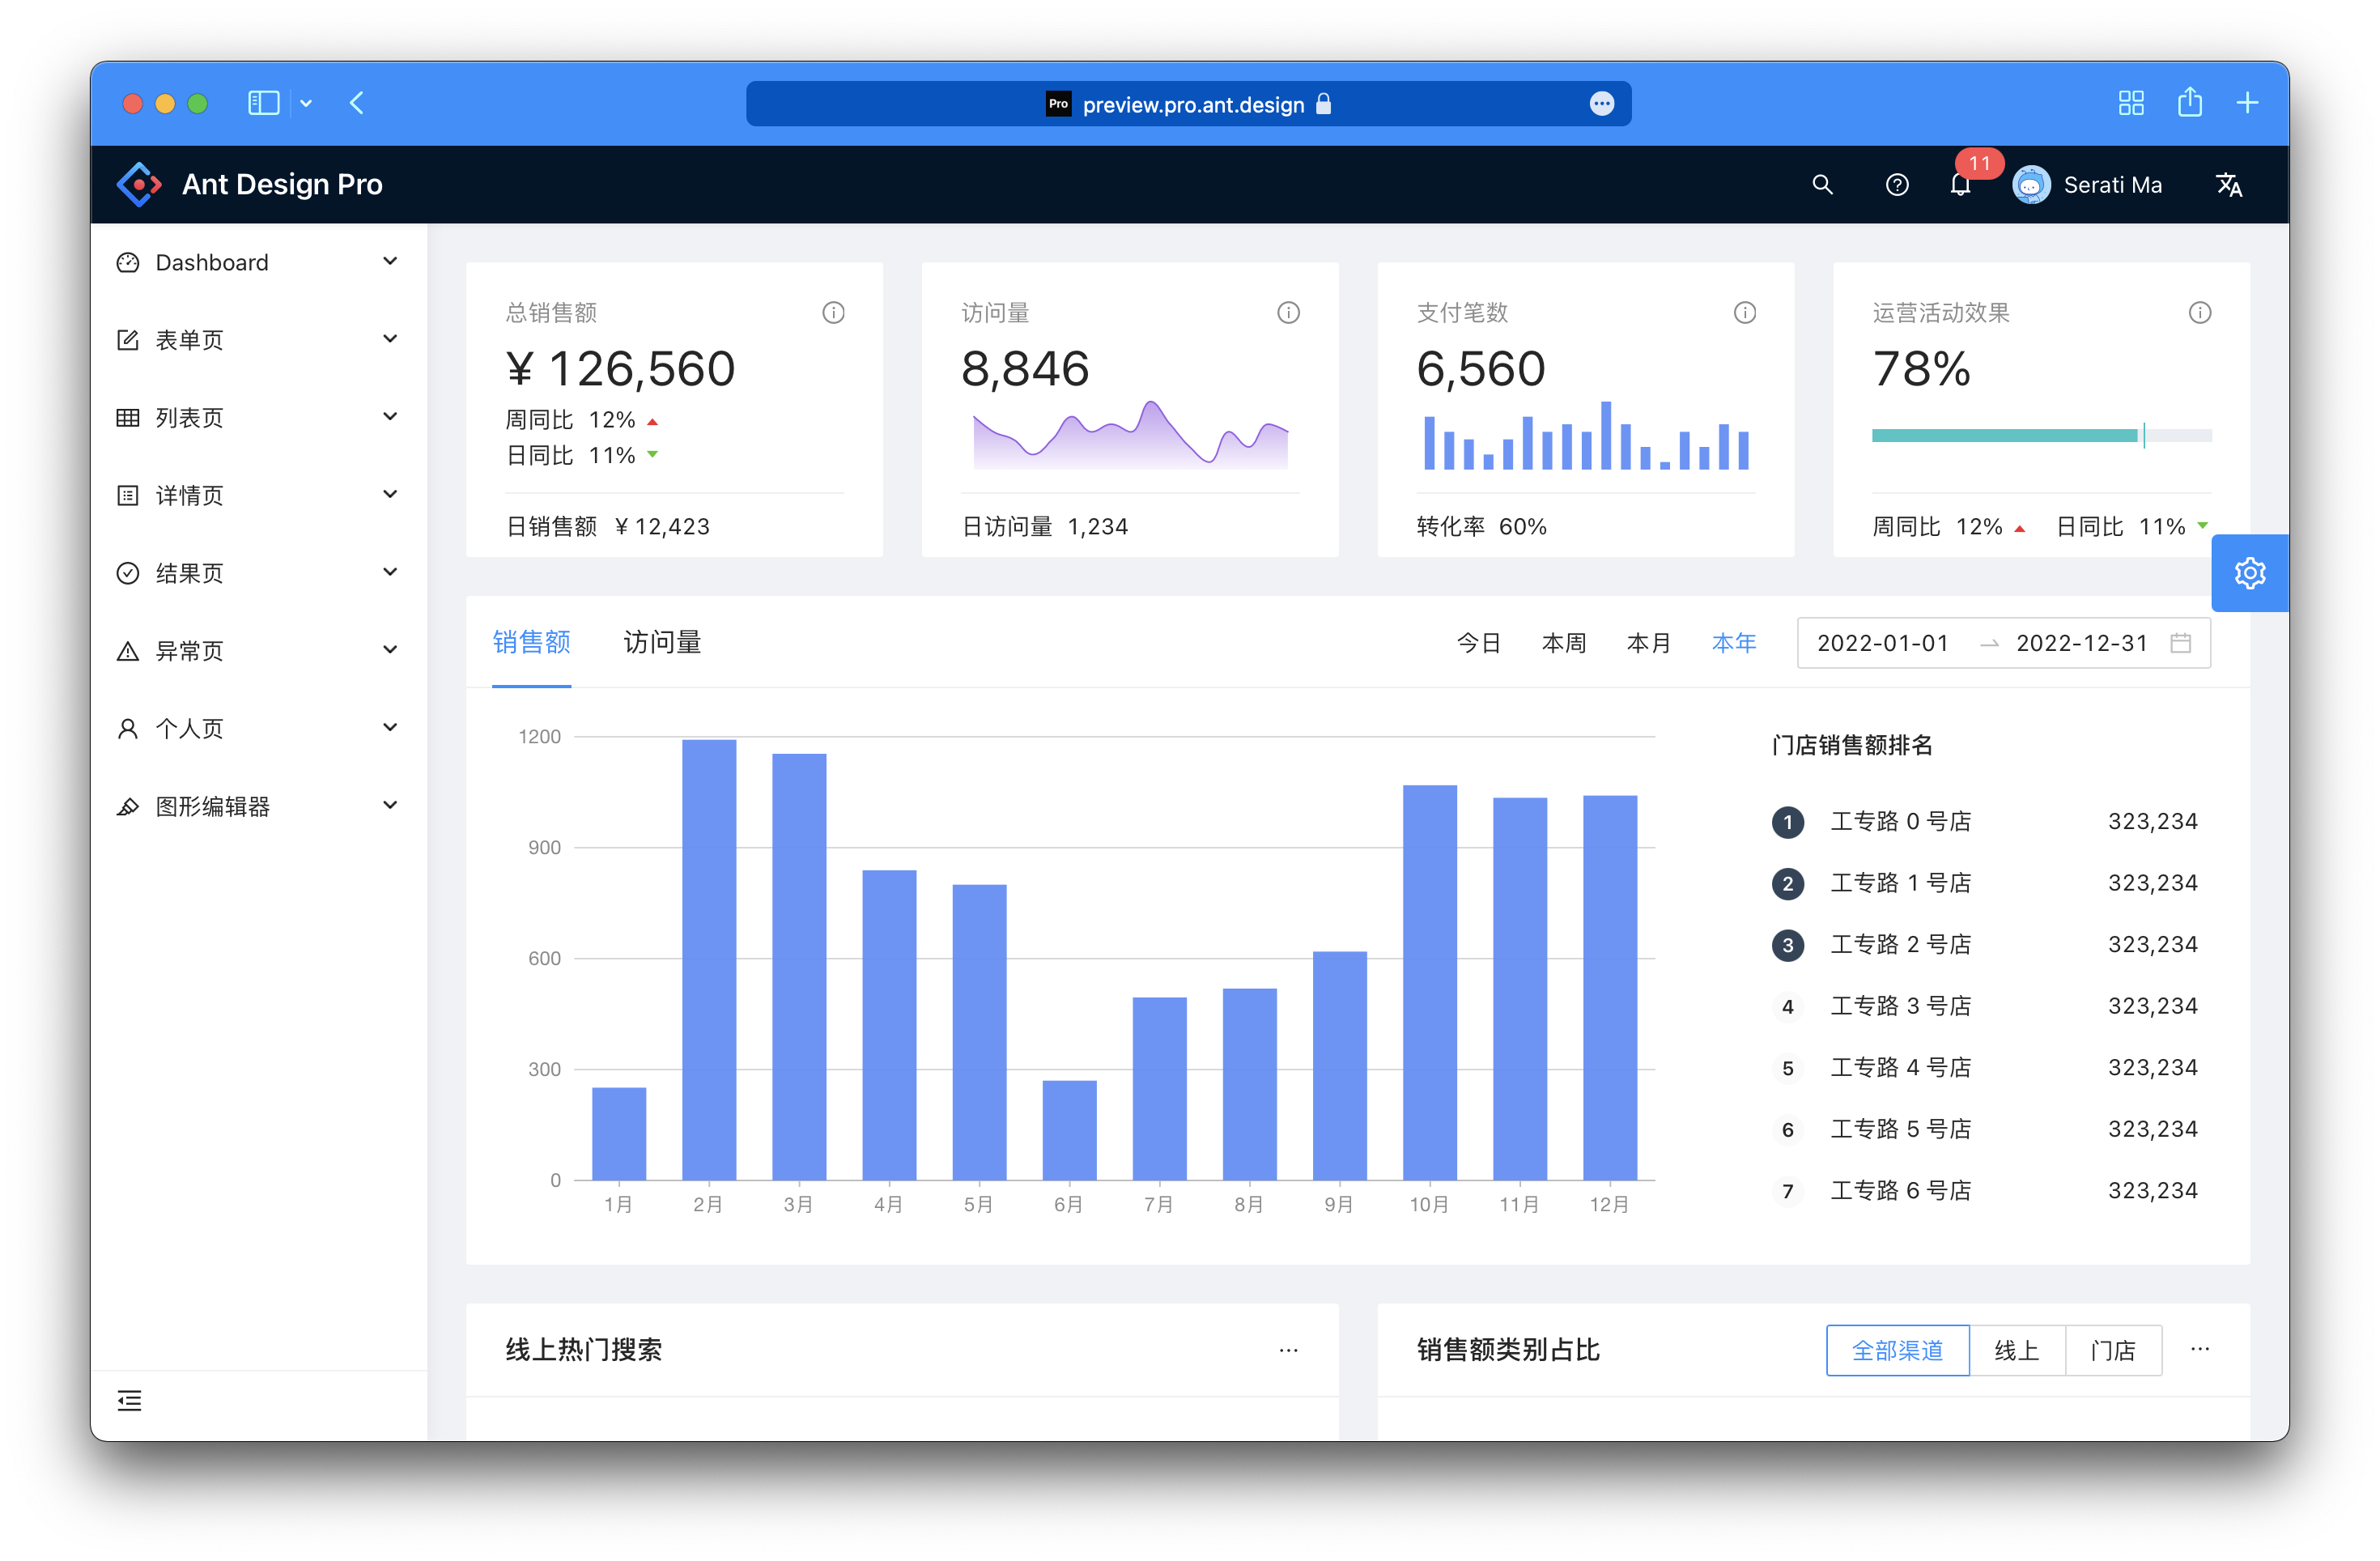 Pro preview.pro.ant.design
Ant Design Pro
11
Serati Ma
Dashboard
表单页
列表页
详情页
结果页
异常页
个人页
图形编辑器
总销售额
¥ 126,560
周同比 12%
日同比 11%
日销售额 ¥ 12,423
访问量
8,846
日访问量 1,234
支付笔数
6,560
转化率 60%
运营活动效果
78%
周同比 12% 日同比 11%
销售额 访问量
今日 本周 本月 本年 2022-01-01 2022-12-31
1200
900
600
300
0
1月 2月 3月 4月 5月 6月 7月 8月 9月 10月 11月 12月
门店销售额排名
1 工专路 0 号店 323,234
2 工专路 1 号店 323,234
3 工专路 2 号店 323,234
4 工专路 3 号店 323,234
5 工专路 4 号店 323,234
6 工专路 5 号店 323,234
7 工专路 6 号店 323,234
线上热门搜索
销售额类别占比
全部渠道 线上 门店